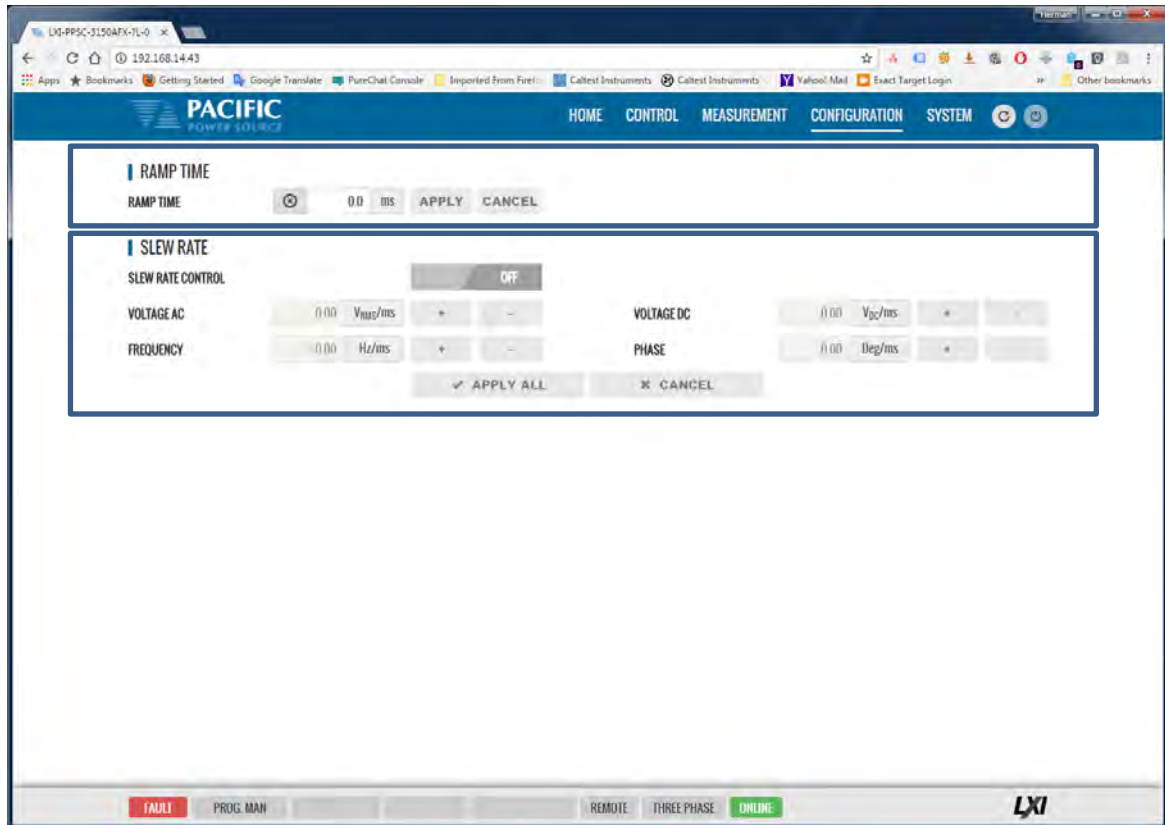 Herman
LXI-PPSC-3150AFX-7L-0
192.168.14.43
Apps Bookmarks Getting Started Google Translate PureChat Console Imported From Firef Caltest Instruments Caltest Instruments Yahoo! Mail Exact Target Login Other bookmarks
PACIFIC
POWER SOURCE
HOME CONTROL MEASUREMENT CONFIGURATION SYSTEM
RAMP TIME
RAMP TIME 0.0 ms APPLY CANCEL
SLEW RATE
SLEW RATE CONTROL OFF
VOLTAGE AC 0.00 VRMS/ms + - VOLTAGE DC 0.00 VDC/ms + -
FREQUENCY 0.00 Hz/ms + - PHASE 0.00 Deg/ms +
✔ APPLY ALL ✖ CANCEL
FAULT PROG. MAN REMOTE THREE PHASE ONLINE LXI